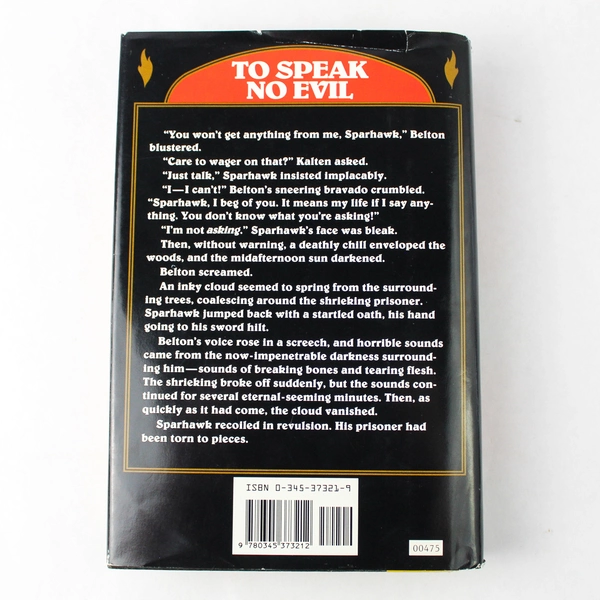 TO SPEAK
NO EVIL
"You won't get anything from me, Sparhawk," Belton
blustered.
"Care to wager on that?" Kalten asked.
"Just talk," Sparhawk insisted implacably.
"I—I can't!" Belton's sneering bravado crumbled.
"Sparhawk, I beg of you. It means my life if I say any-
thing. You don't know what you're asking!"
"I'm not asking." Sparhawk's face was bleak.
Then, without warning, a deathly chill enveloped the
woods, and the midafternoon sun darkened.
Belton screamed.
An inky cloud seemed to spring from the surround-
ing trees, coalescing around the shrieking prisoner.
Sparhawk jumped back with a startled oath, his hand
going to his sword hilt.
Belton's voice rose in a screech, and horrible sounds
came from the now-impenetrable darkness surround-
ing him—sounds of breaking bones and tearing flesh.
The shrieking broke off suddenly, but the sounds con-
tinued for several eternal-seeming minutes. Then, as
quickly as it had come, the cloud vanished.
Sparhawk recoiled in revulsion. His prisoner had
been torn to pieces.
ISBN 0-345-37321-9
9 780345 373212
00475